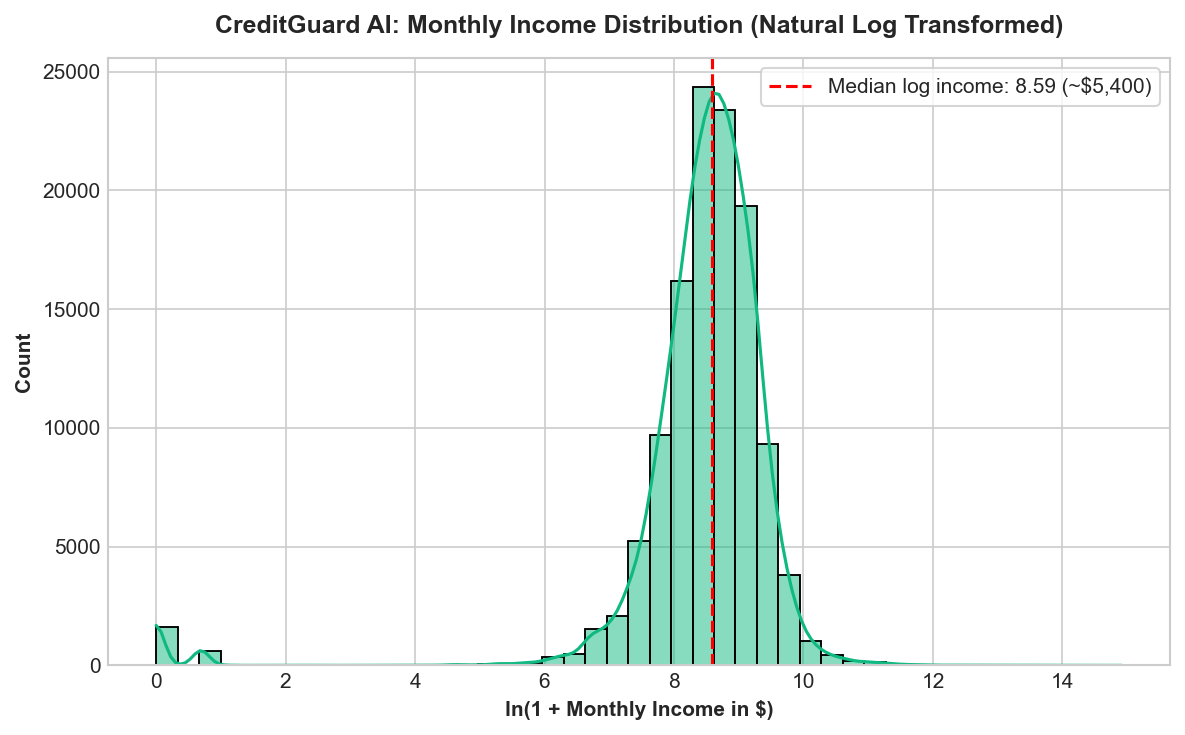 CreditGuard AI: Monthly Income Distribution (Natural Log Transformed)
Median log income: 8.59 (~$5,400)
Count
25000
20000
15000
10000
5000
0
0 2 4 6 8 10 12 14
ln(1 + Monthly Income in $)